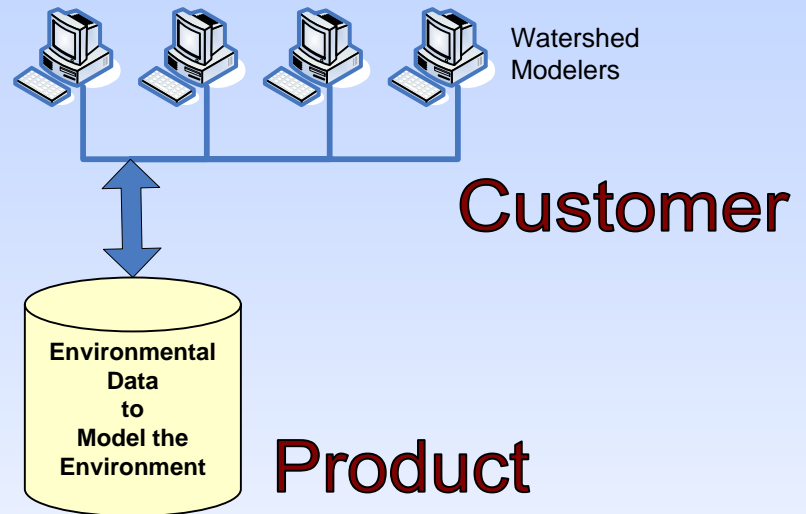 Watershed
Modelers
Customer
Environmental
Data
to
Model the
Environment
Product